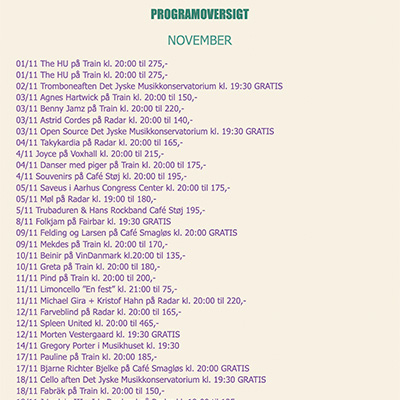 PROGRAMOVERSIGT
NOVEMBER
01/11 The HU på Train kl. 20:00 til 275,-
01/11 The HU på Train kl. 20:00 til 275,-
02/11 Tromboneaften Det Jyske Musikkonservatorium kl. 19:30 GRATIS
03/11 Agnes Hartwick på Train kl. 20:00 til 150,-
03/11 Benny Jamz på Train kl. 20:00 til 220,-
03/11 Astrid Cordes på Radar kl. 20:00 til 140,-
03/11 Open Source Det Jyske Musikkonservatorium kl. 19:30 GRATIS
04/11 Takykardia på Radar kl. 20:00 til 165,-
4/11 Joyce på Voxhall kl. 20:00 til 215,-
04/11 Danser med piger på Train kl. 20:00 til 175,-
4/11 Souvenirs på Café Støj kl. 20:00 til 195,-
05/11 Saveus i Aarhus Congress Center kl. 20:00 til 175,-
05/11 Møl på Radar kl. 19:00 til 180,-
5/11 Trubaduren & Hans Rockband Café Støj 195,-
8/11 Folkjam på Fairbar kl. 19:30 GRATIS
09/11 Felding og Larsen på Café Smagløs kl. 20:00 GRATIS
09/11 Mekdes på Train kl. 20:00 til 170,-
10/11 Beinir på VinDanmark kl.20:00 til 135,-
10/11 Greta på Train kl. 20:00 til 180,-
11/11 Pind på Train kl. 20:00 til 200,-
11/11 Limoncello ”En fest” kl. 21:00 til 75,-
11/11 Michael Gira + Kristof Hahn på Radar kl. 20:00 til 220,-
12/11 Farveblind på Radar kl. 20:00 til 165,-
12/11 Spleen United kl. 20:00 til 465,-
12/11 Morten Vestergaard kl. 19:30 GRATIS
14/11 Gregory Porter i Musikhuset kl. 19:30
17/11 Pauline på Train kl. 20:00 185,-
17/11 Bjarne Richter Bjelke på Café Smagløs kl. 20:00 GRATIS
18/11 Cello aften Det Jyske Musikkonservatorium kl. 19:30 GRATIS
18/11 Fabräk på Train kl. 20:00 til 150,-